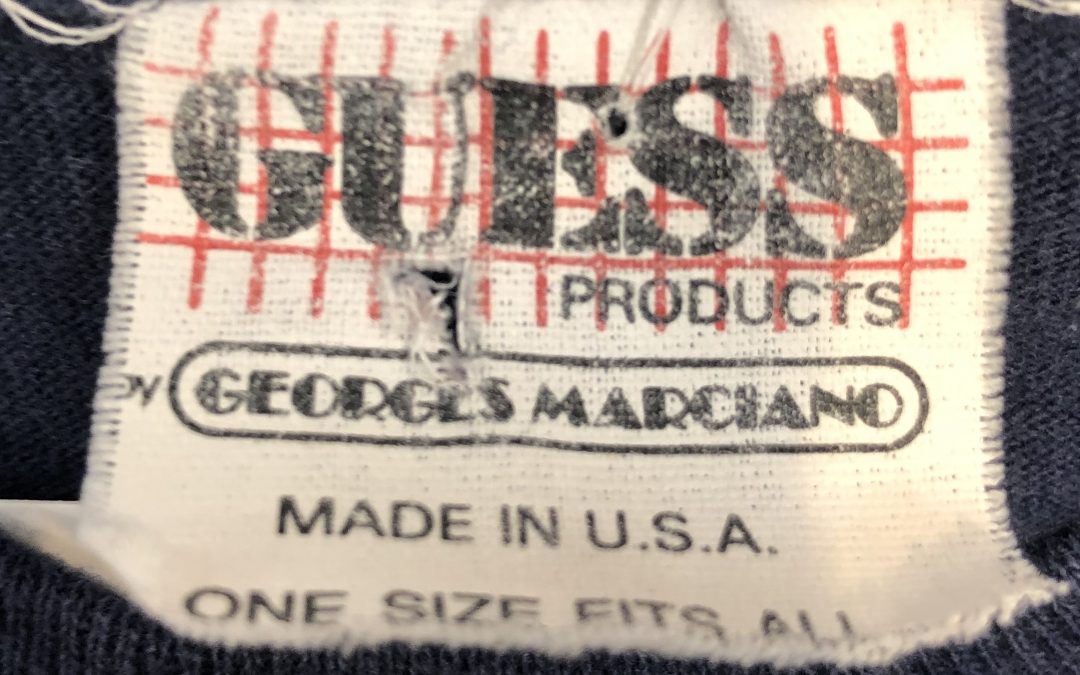 GUESS
PRODUCTS
by GEORGES MARCIANO
MADE IN U.S.A.
ONE SIZE FITS ALL